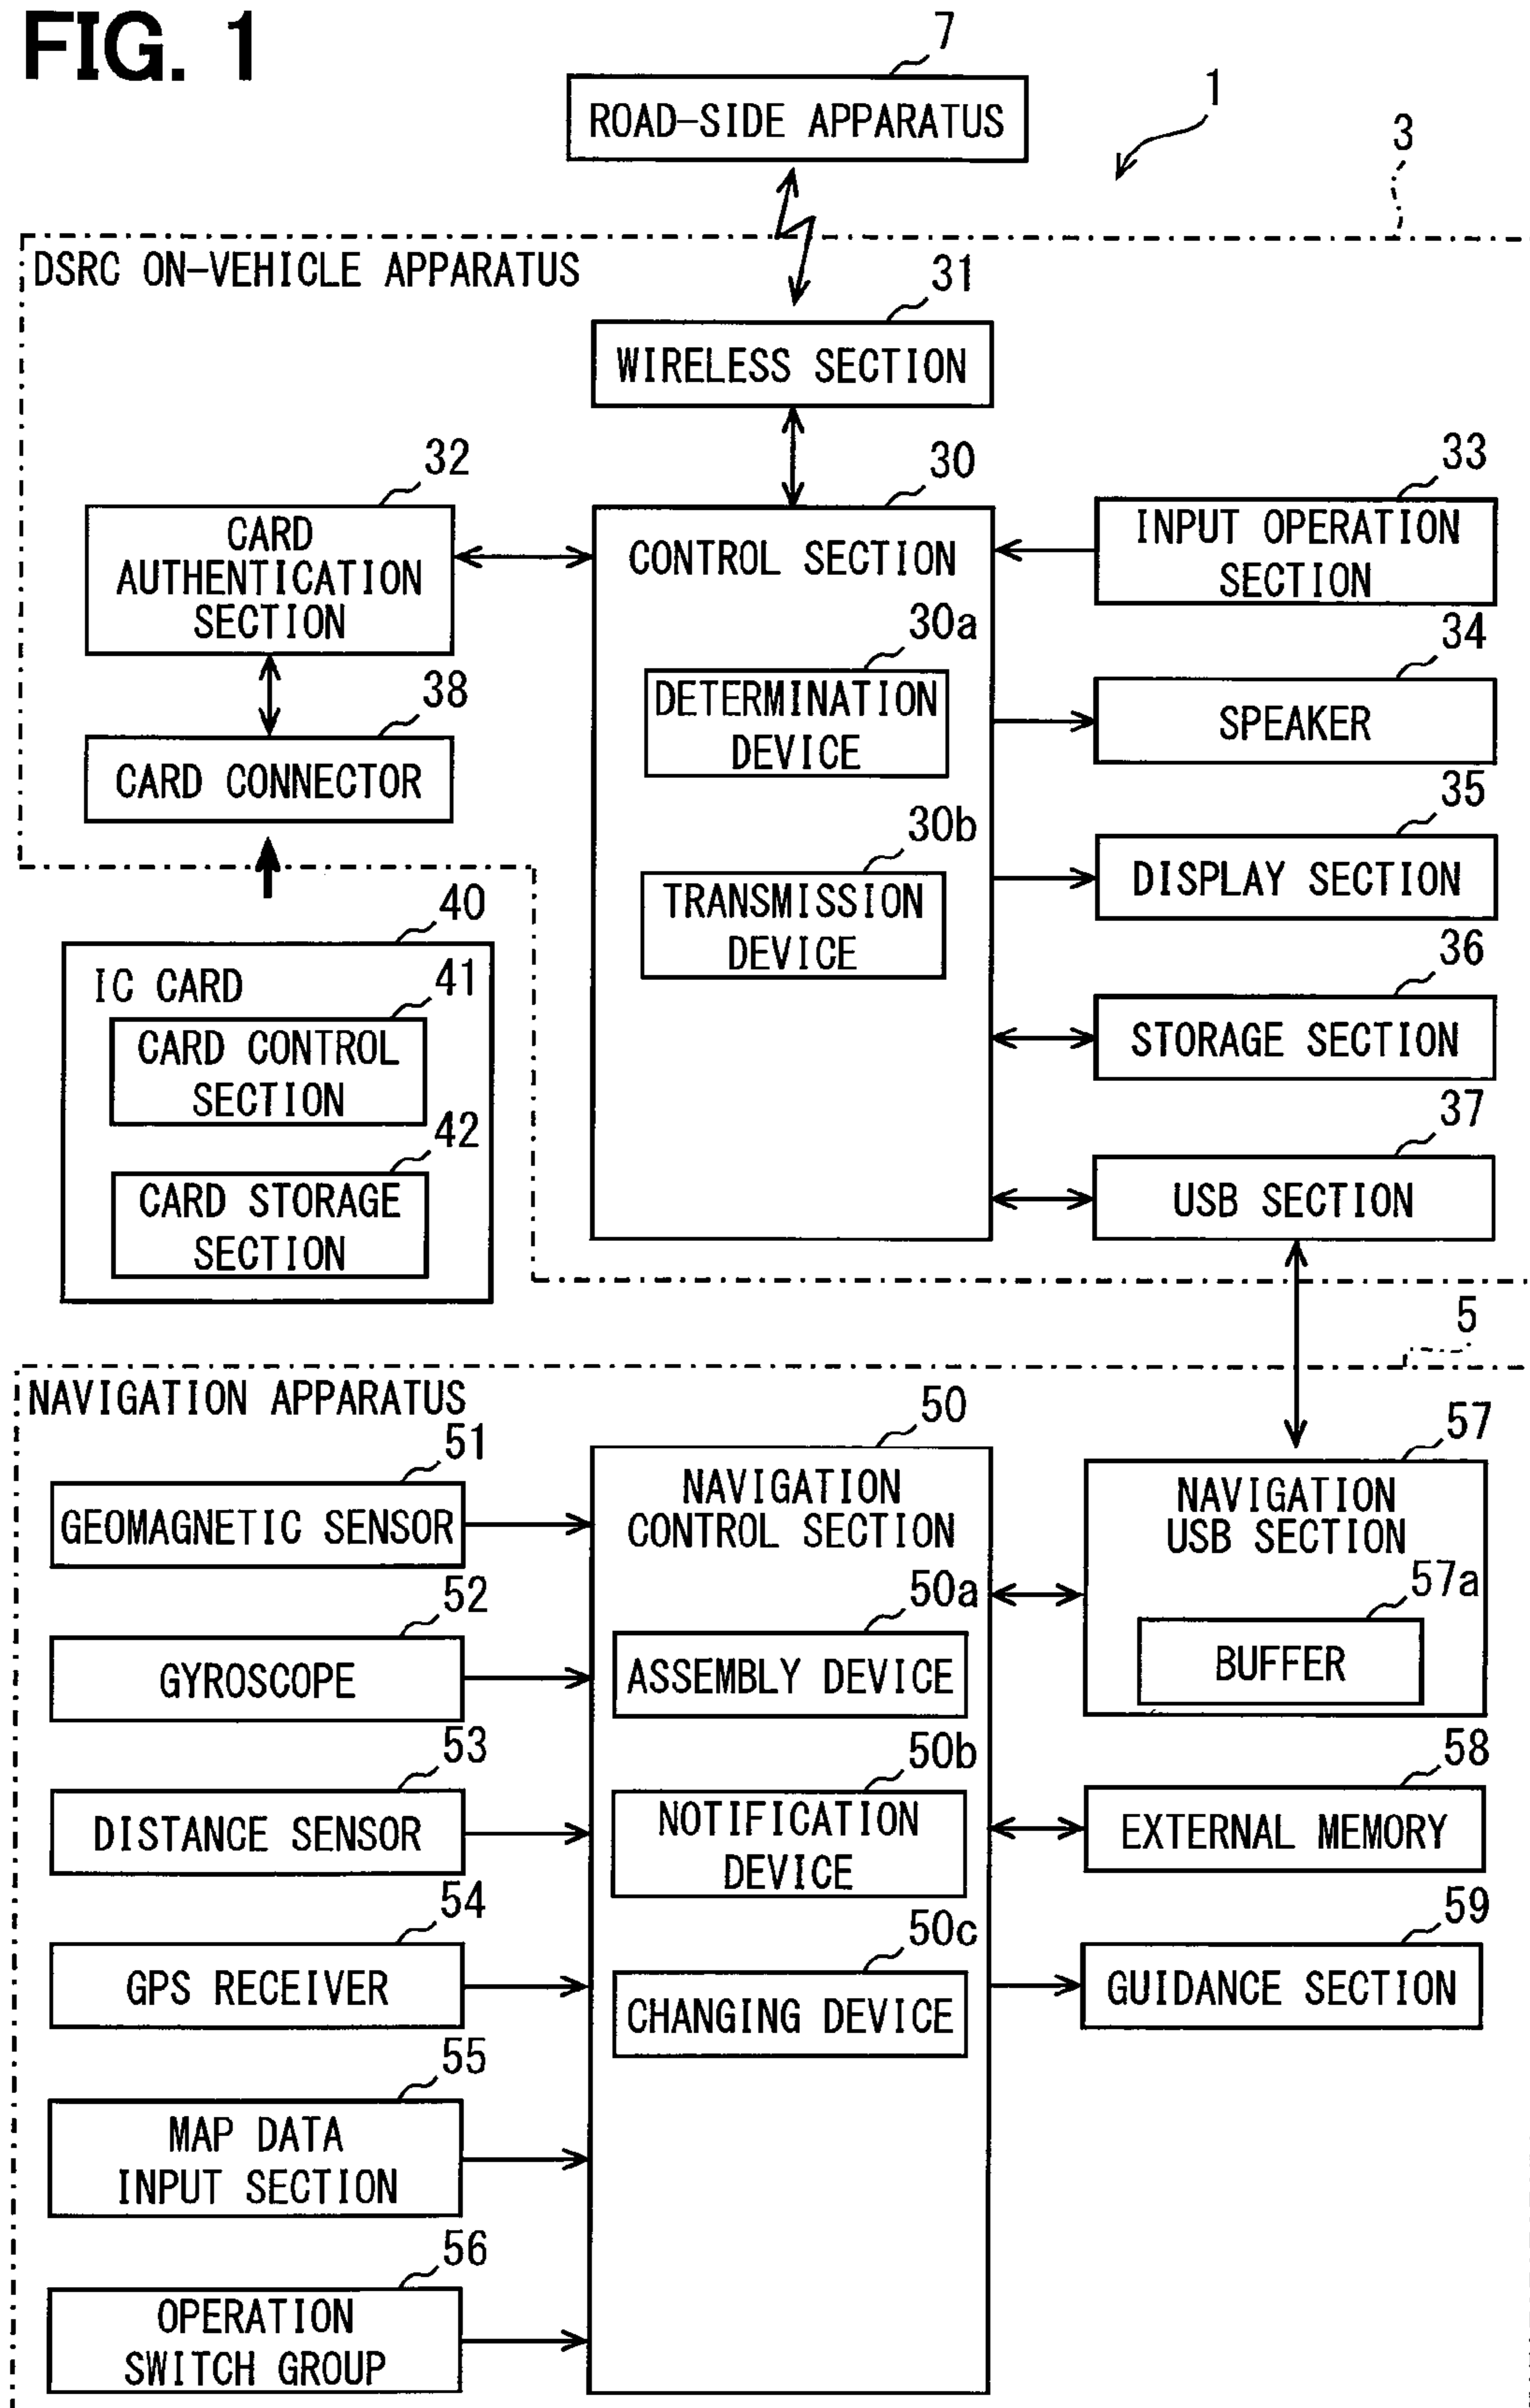 FIG. 1
7
ROAD-SIDE APPARATUS
1
3
DSRC ON-VEHICLE APPARATUS
31
WIRELESS SECTION
32
CARD
AUTHENTICATION
SECTION
38
CARD CONNECTOR
30
CONTROL SECTION
30a
DETERMINATION
DEVICE
30b
TRANSMISSION
DEVICE
33
INPUT OPERATION
SECTION
34
SPEAKER
35
DISPLAY SECTION
36
STORAGE SECTION
37
USB SECTION
40
IC CARD
41
CARD CONTROL
SECTION
42
CARD STORAGE
SECTION
5
NAVIGATION APPARATUS
51
GEOMAGNETIC SENSOR
52
GYROSCOPE
53
DISTANCE SENSOR
54
GPS RECEIVER
55
MAP DATA
INPUT SECTION
56
OPERATION
SWITCH GROUP
50
NAVIGATION
CONTROL SECTION
50a
ASSEMBLY DEVICE
50b
NOTIFICATION
DEVICE
50c
CHANGING DEVICE
57
NAVIGATION
USB SECTION
57a
BUFFER
58
EXTERNAL MEMORY
59
GUIDANCE SECTION